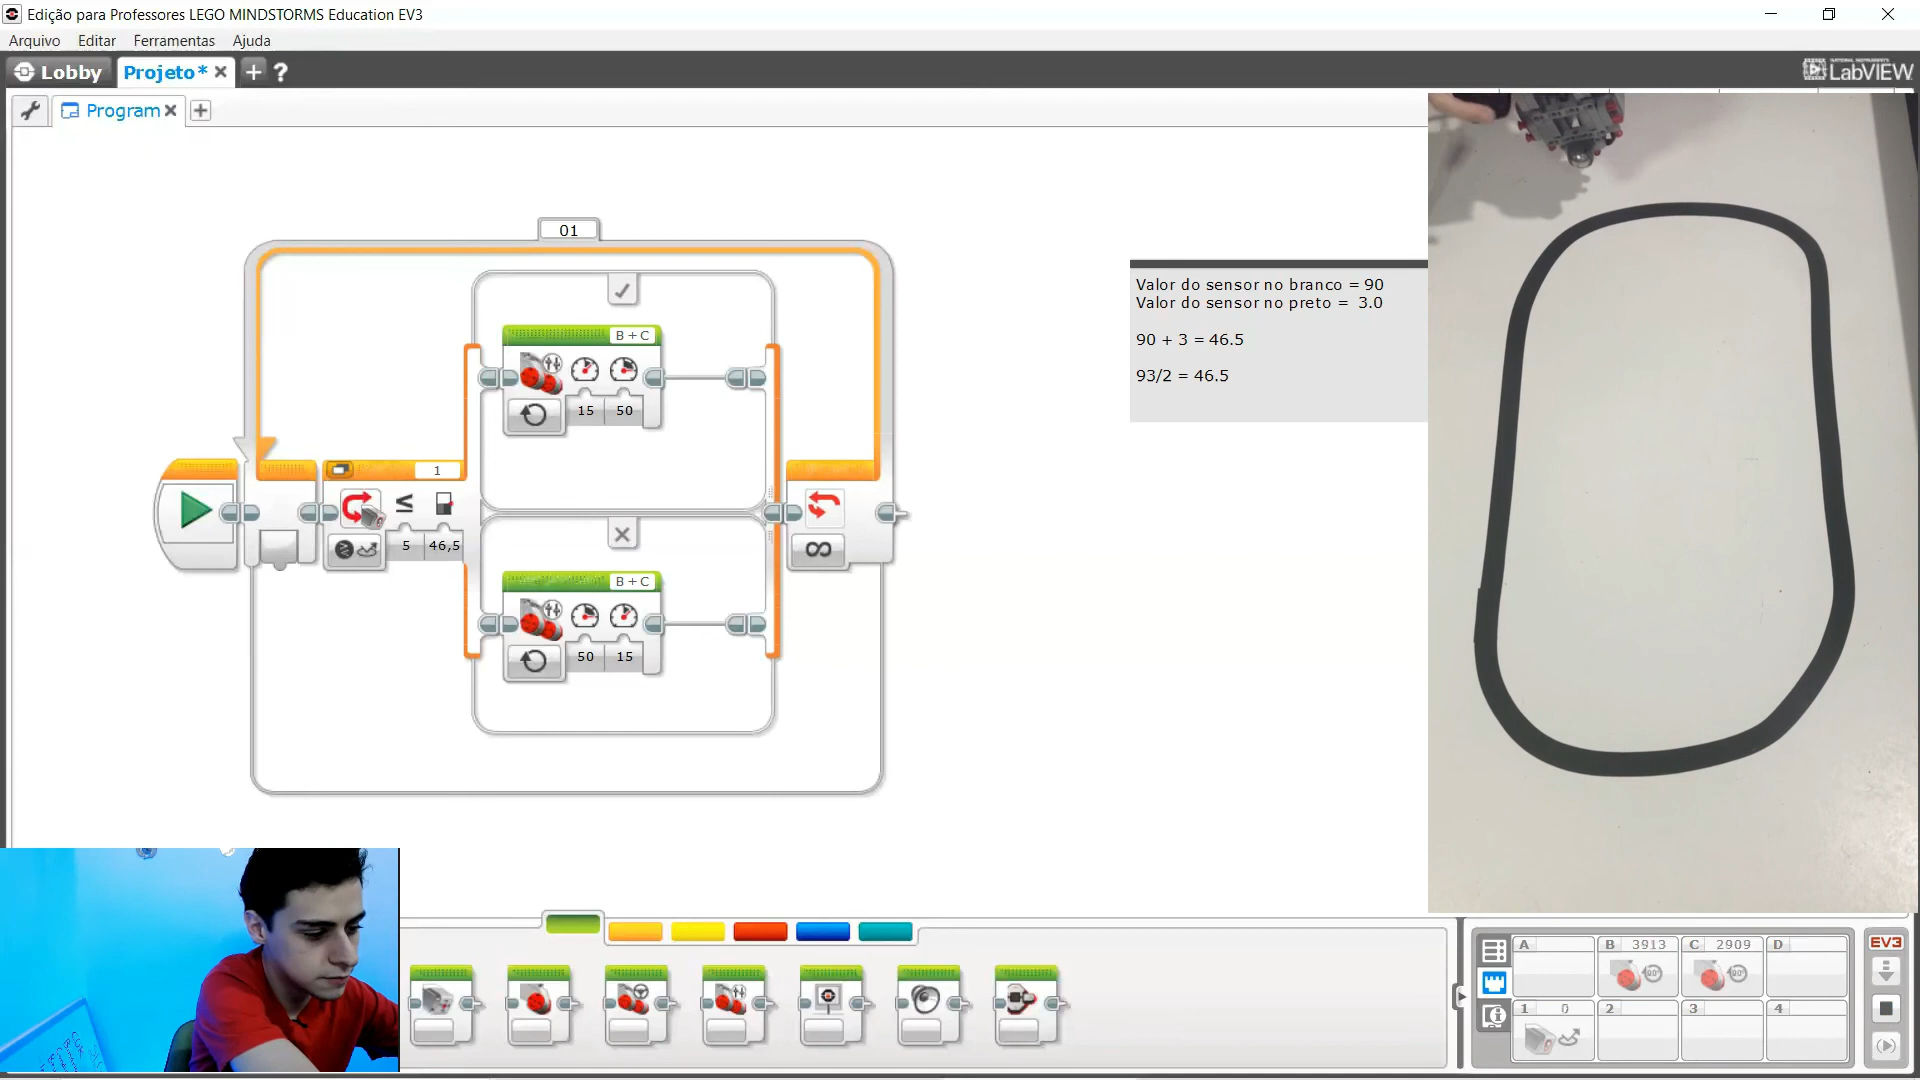 Edição para Professores LEGO MINDSTORMS Education EV3
Arquivo Editar Ferramentas Ajuda
Lobby Projeto* + ?
NATIONAL INSTRUMENTS
LabVIEW
Program
01
Valor do sensor no branco = 90
Valor do sensor no preto = 3.0
90 + 3 = 46.5
93/2 = 46.5
B + C
15 50
1
≤
5 46,5
∞
B + C
50 15
A B 3913 C 2909 D
EV3
1 0 2 3 4